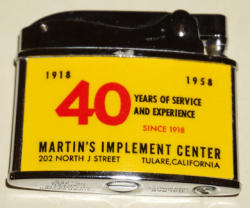 1918 1958
40 YEARS OF SERVICE
AND EXPERIENCE
SINCE 1918
MARTIN'S IMPLEMENT CENTER
202 NORTH J STREET TULARE, CALIFORNIA